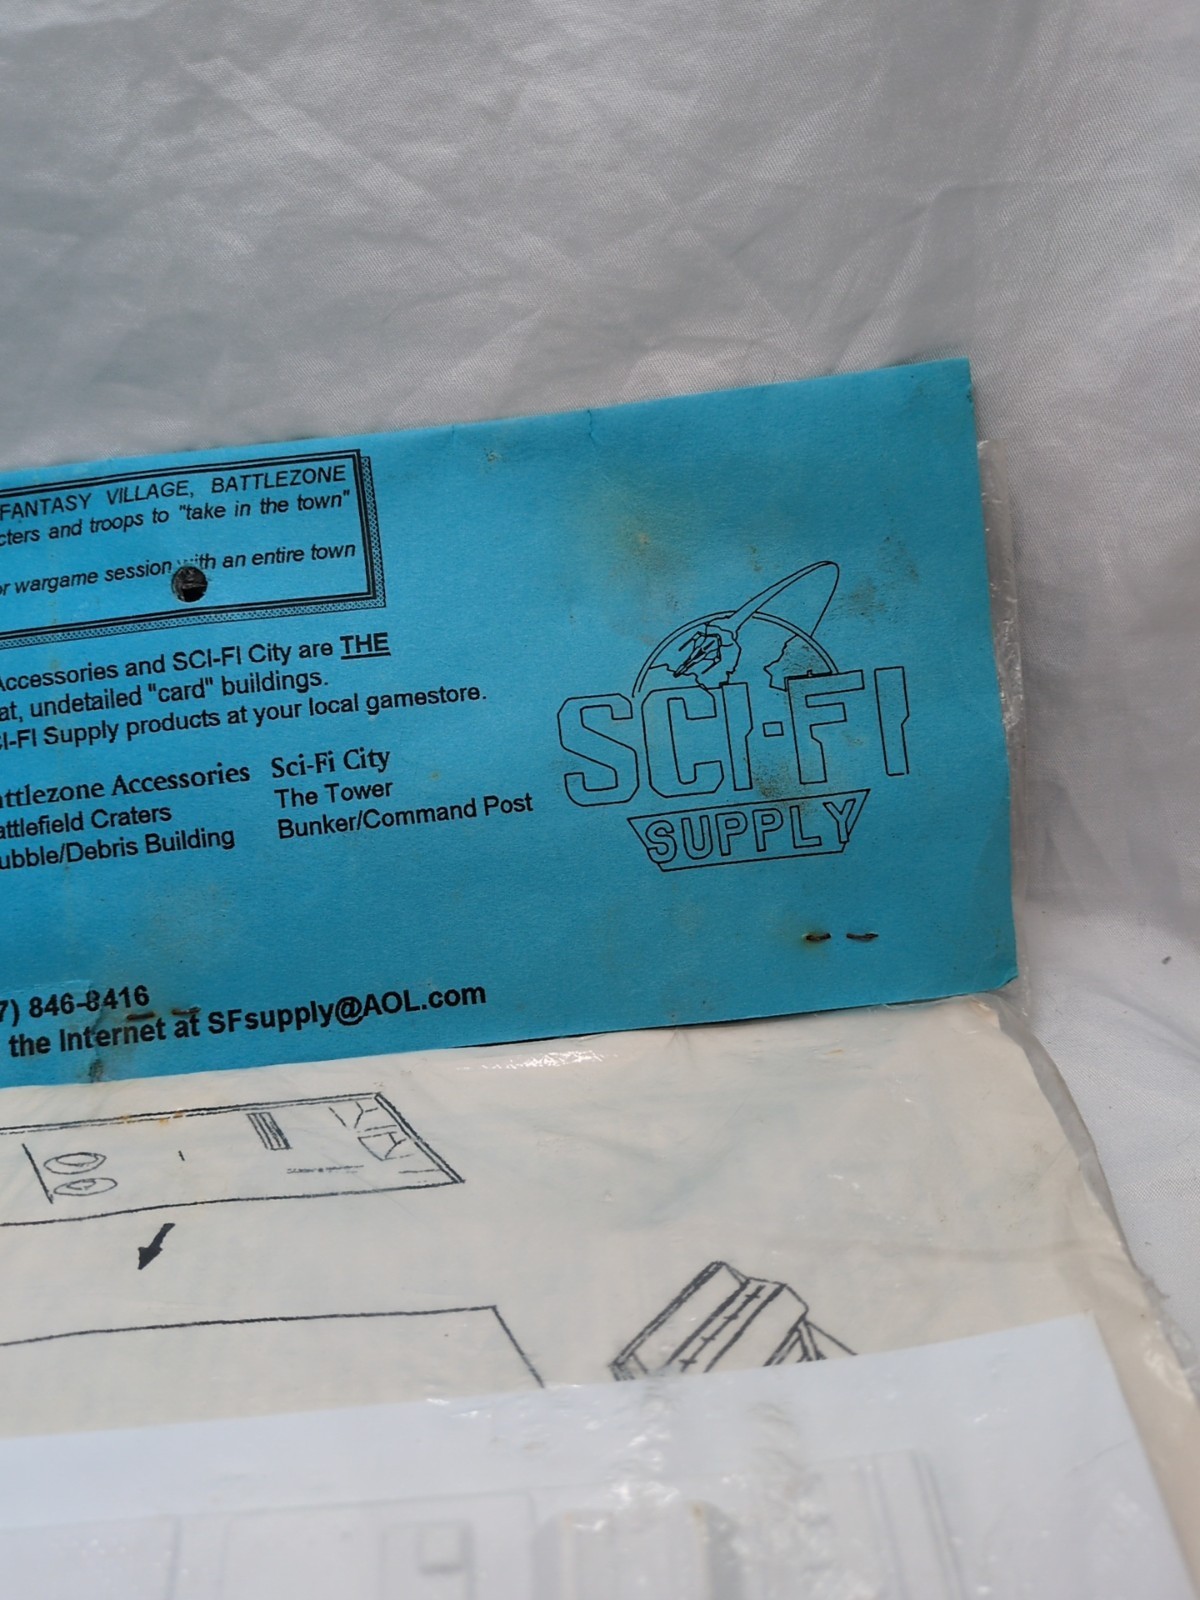 FANTASY VILLAGE, BATTLEZONE
cters and troops to "take in the town"
or wargame session with an entire town
Accessories and SCI-FI City are THE
at, undetailed "card" buildings.
CI-FI Supply products at your local gamestore.
attlezone Accessories
attlefield Craters
ubble/Debris Building
Sci-Fi City
The Tower
Bunker/Command Post
SCI-FI
SUPPLY
7) 846-8416
the Internet at SFsupply@AOL.com